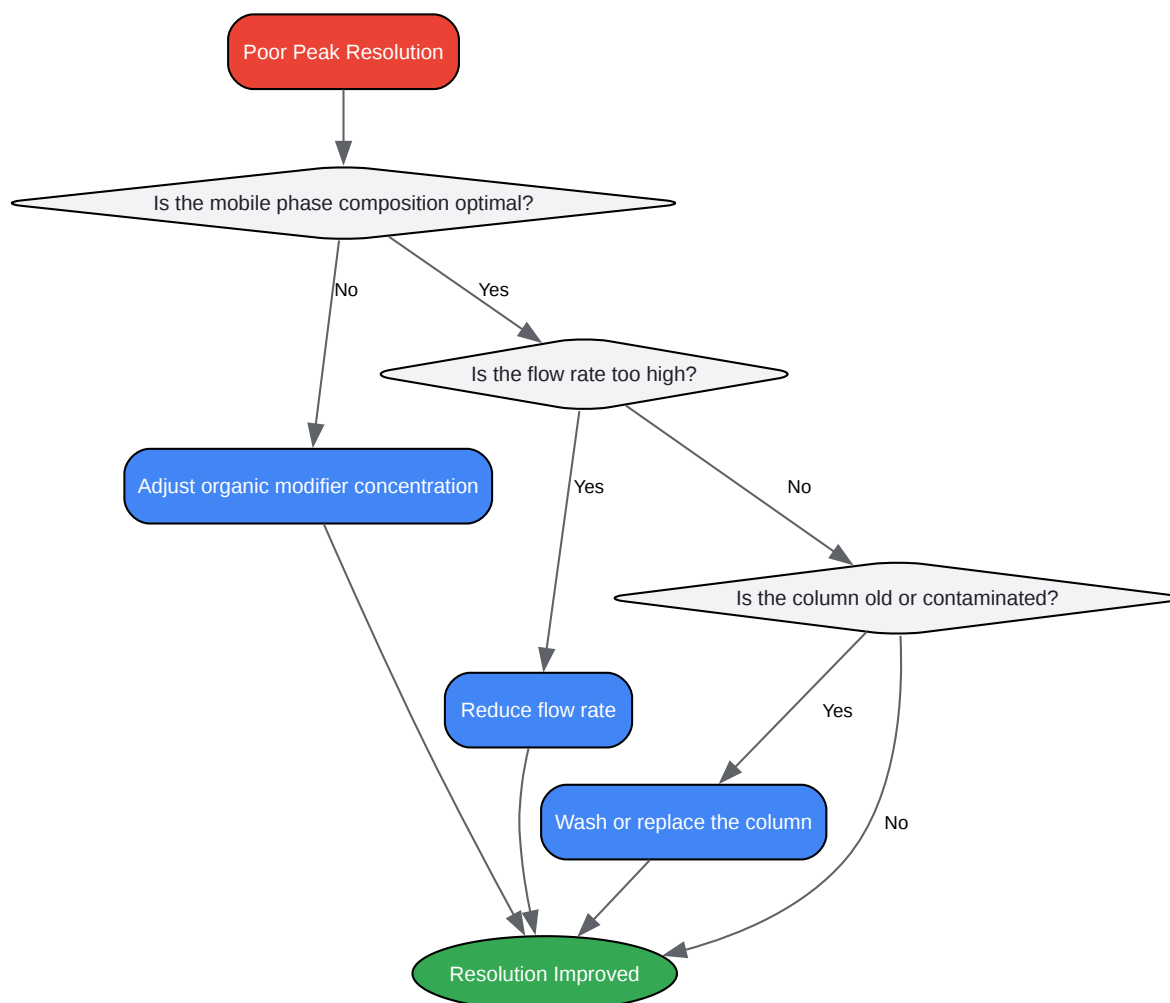 Poor Peak Resolution
Is the mobile phase composition optimal?
No
Yes
Is the flow rate too high?
Adjust organic modifier concentration
Yes
No
Is the column old or contaminated?
Reduce flow rate
Yes
Wash or replace the column
No
Resolution Improved